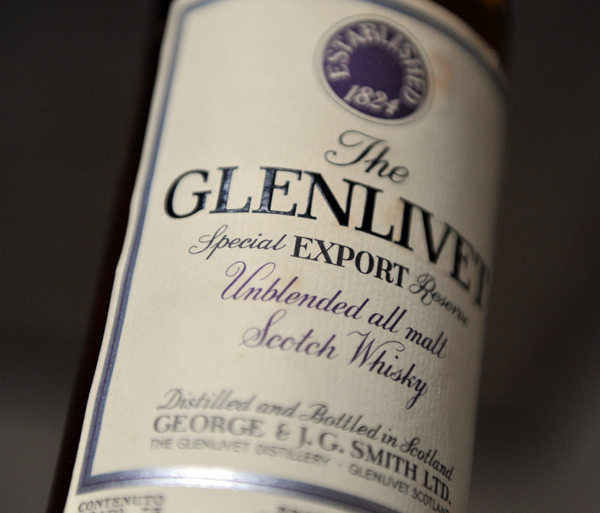 ESTABLISHED
1824
The
GLENLIVET
Special EXPORT Reserve
Unblended all malt
Scotch Whisky
Distilled and Bottled in Scotland
GEORGE & J.G. SMITH LTD.
THE GLENLIVET DISTILLERY - GLENLIVET SCOTLAND
CONTENUTO